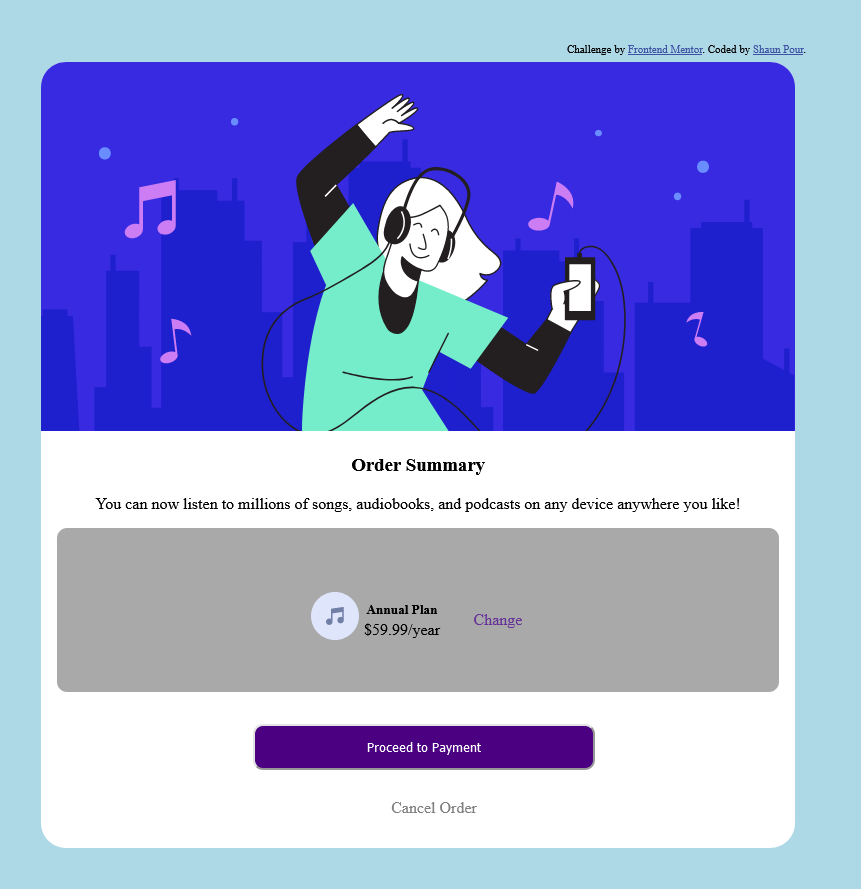 Challenge by Frontend Mentor. Coded by Shaun Pour.
Order Summary
You can now listen to millions of songs, audiobooks, and podcasts on any device anywhere you like!
Annual Plan
$59.99/year
Change
Proceed to Payment
Cancel Order